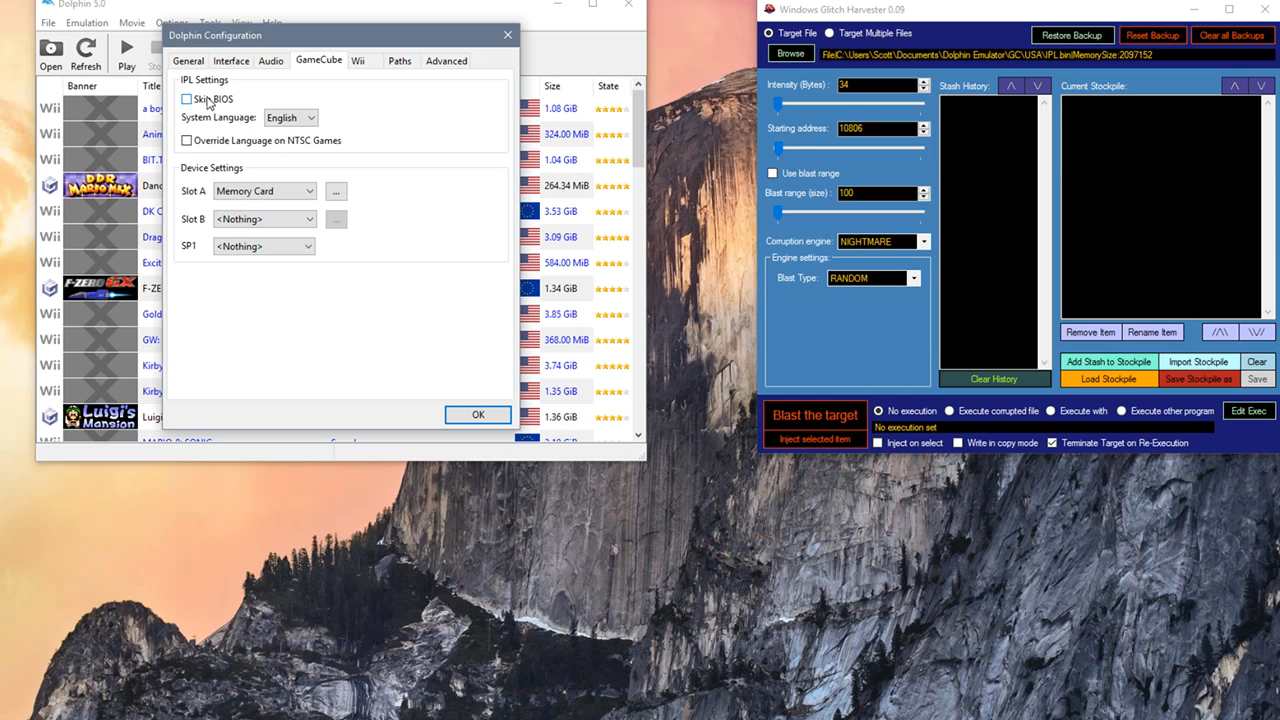 Dolphin 5.0
File Emulation Movie Options Tools View
Open Refresh Play
Banner Title Size State
Wii a bo 1.08 GiB
Wii Anim 324.00 MiB
Wii BIT.T 1.04 GiB
DDR MARIO MIX Danc 264.34 MiB
Wii DK C 3.53 GiB
Wii Drag 3.09 GiB
Wii Excit 584.00 MiB
F-ZERO GX F-ZE 1.34 GiB
Wii Gold 3.85 GiB
Wii GW: 368.00 MiB
Wii Kirby 3.74 GiB
Wii Kirby 1.35 GiB
Luigi's Mansion Luigi 1.36 GiB
Wii MARIO & SONIC
Dolphin Configuration
General Interface Audio GameCube Wii Paths Advanced
IPL Settings
Skip BIOS
System Language: English
Override Language on NTSC Games
Device Settings
Slot A Memory Card ...
Slot B <Nothing> ...
SP1 <Nothing>
OK
Windows Glitch Harvester 0.09
Target File Target Multiple Files Restore Backup Reset Backup Clear all Backups
Browse File|C:\Users\Scott\Documents\Dolphin Emulator\GC\USA\IPL.bin|MemorySize:2097152
Intensity (Bytes) : 34
Starting address: 10806
Use blast range
Blast range (size) : 100
Corruption engine: NIGHTMARE
Engine settings:
Blast Type: RANDOM
Stash History:
Clear History
Current Stockpile:
Remove Item Rename Item
Add Stash to Stockpile Import Stockpile Clear
Load Stockpile Save Stockpile as Save
Blast the target
Inject selected item
No execution Execute corrupted file Execute with Execute other program Edit Exec
No execution set
Inject on select Write in copy mode Terminate Target on Re-Execution